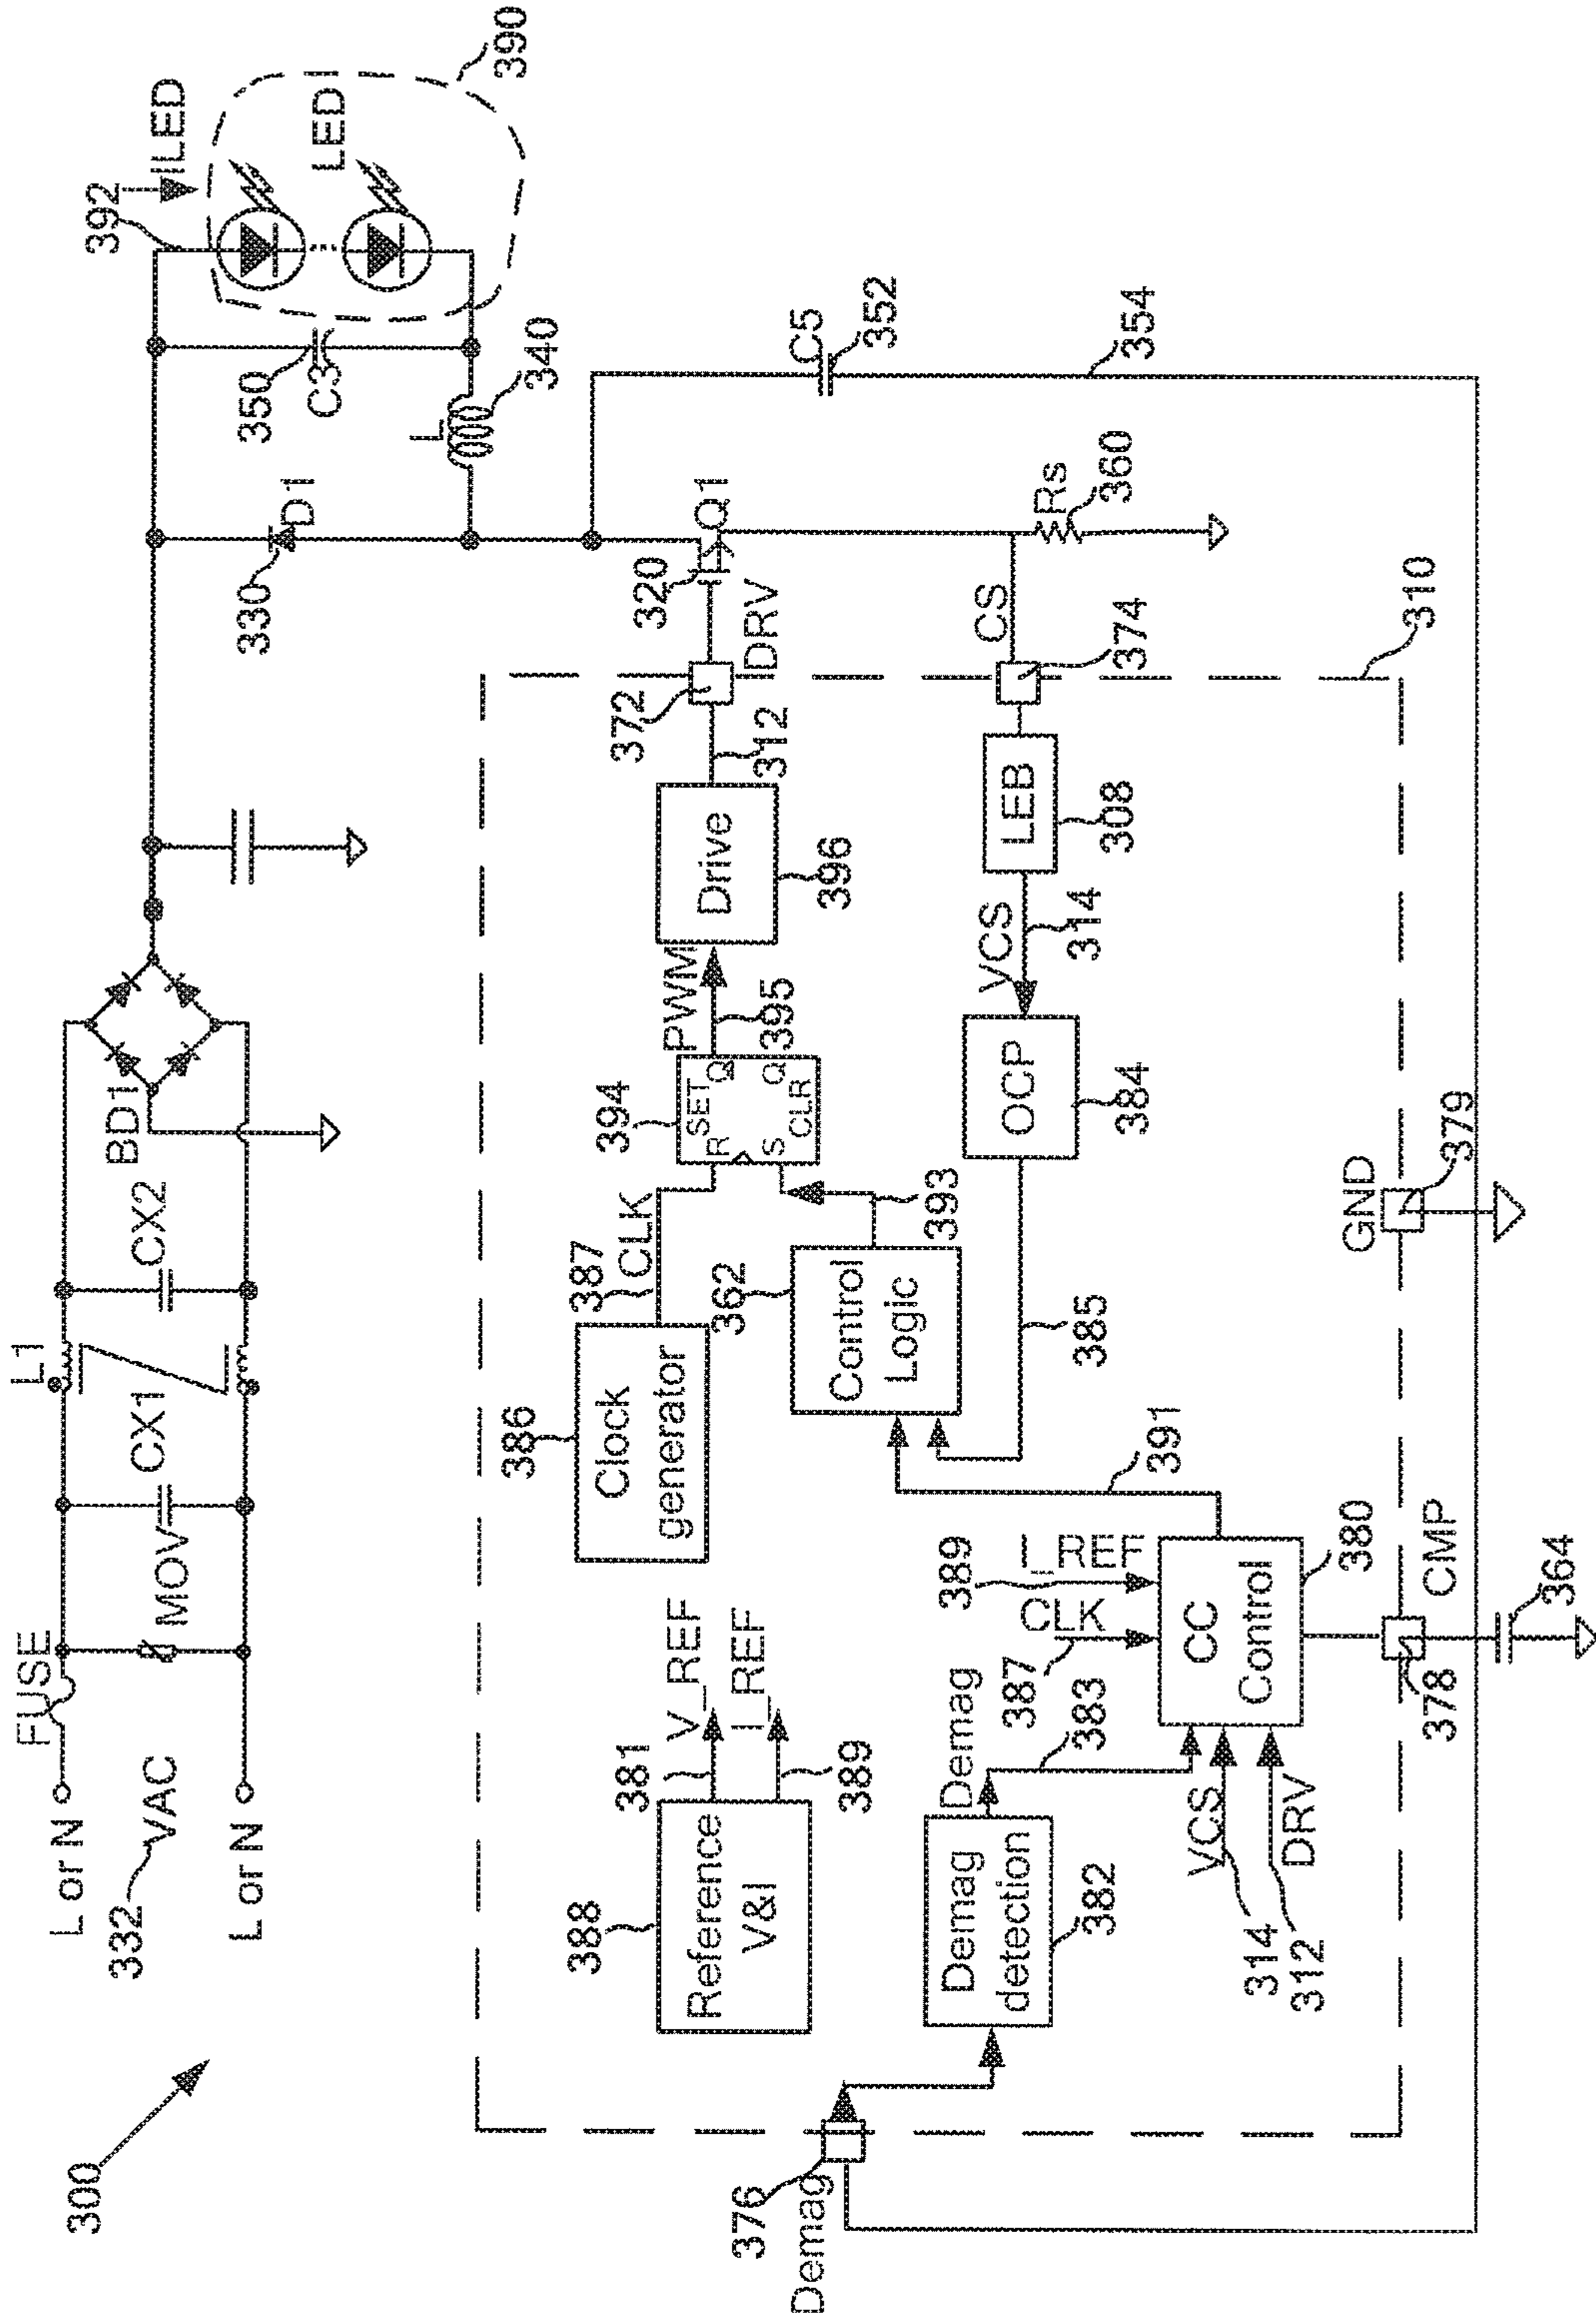 300
L or N
332
VAC
L or N
FUSE
MOV
CX1
L1
CX2
BD1
330
D1
350
C3
L
340
392
ILED
LED
390
C5
352
354
320
Q1
DRV
372
312
CS
374
Rs
360
310
388
Reference
V&I
381
V_REF
I_REF
389
386
Clock
generator
387
CLK
394
SET
R
Q
S
Q
CLR
PWM
395
Drive
396
362
Control
Logic
393
LEB
308
VCS
314
OCP
384
385
391
376
Demag
Demag
detection
382
Demag
383
387
CLK
389
I_REF
CC
Control
380
VCS
314
312
DRV
378
CMP
364
GND
379